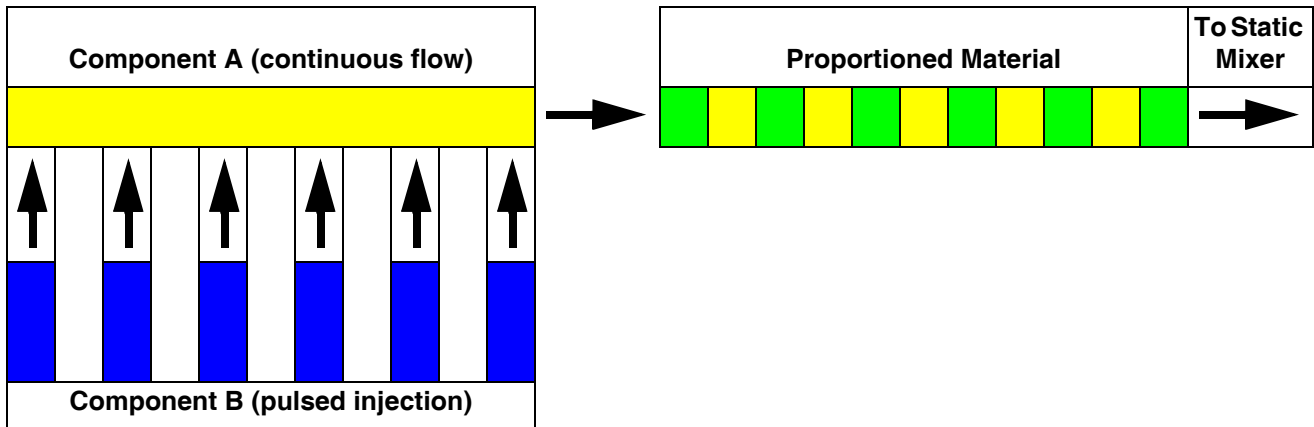 Component A (continuous flow)
Proportioned Material
To Static
Mixer
Component B (pulsed injection)